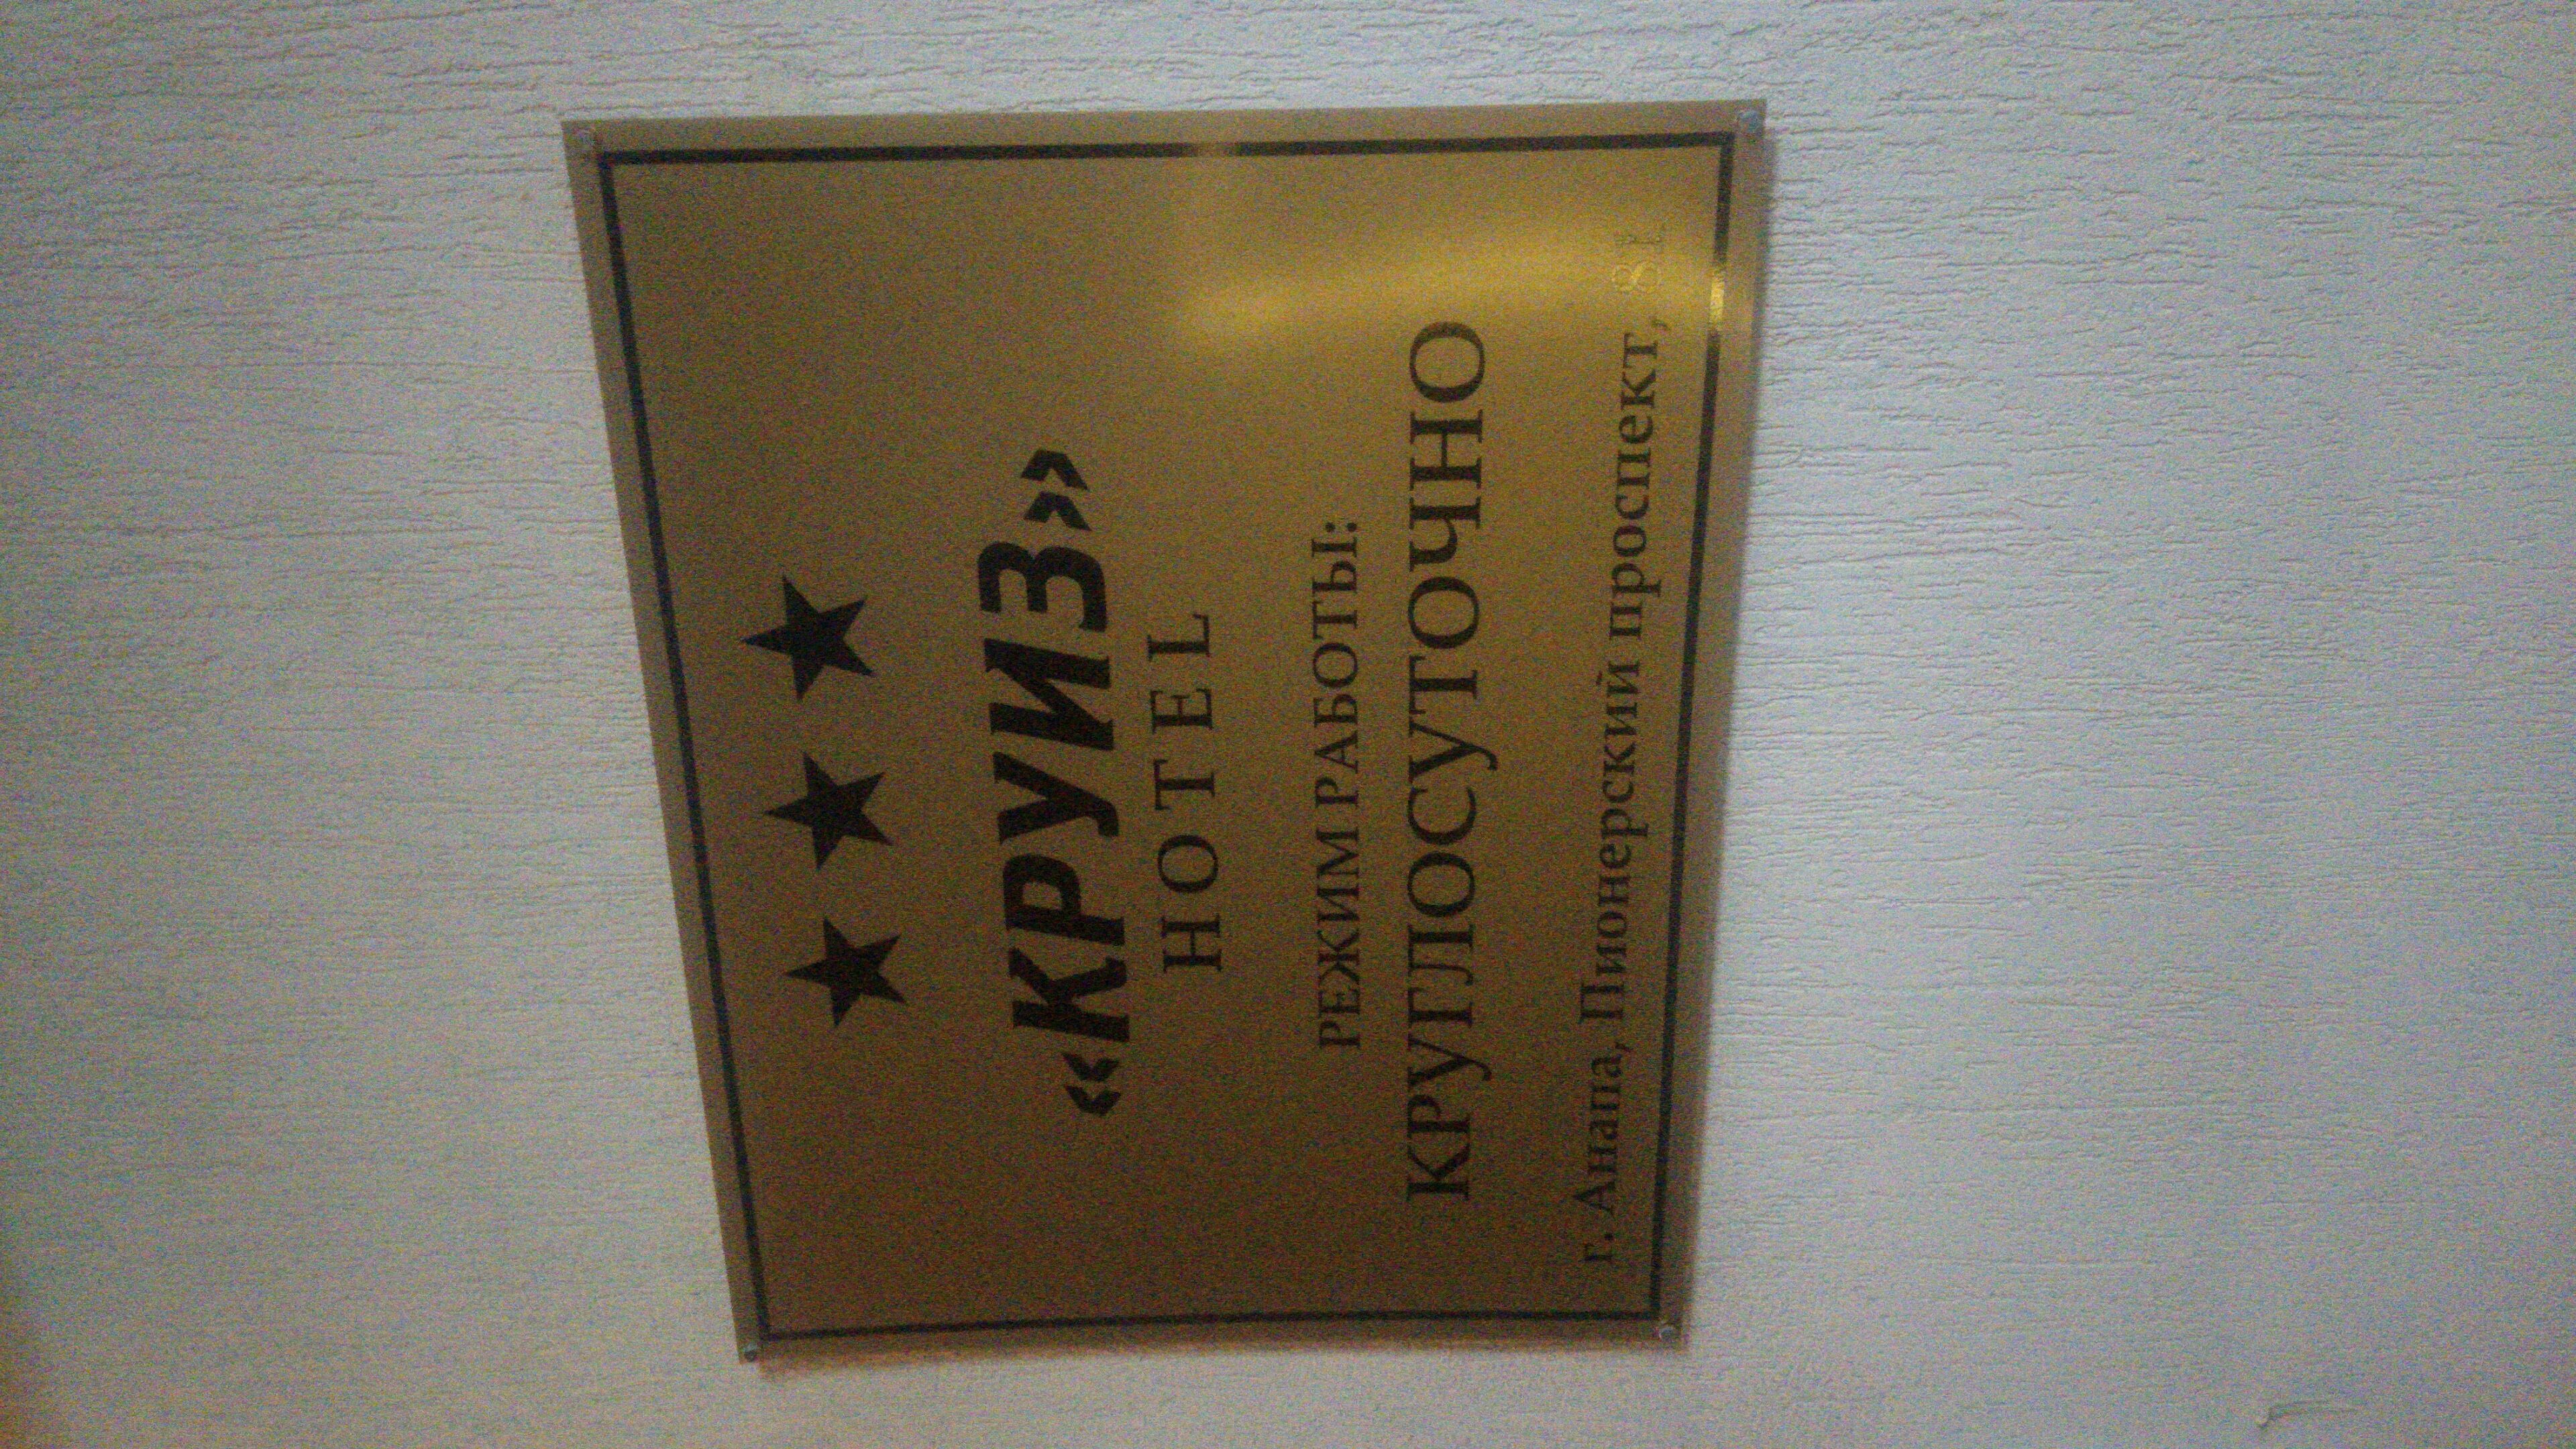 «КРУИЗ»
HOTEL
РЕЖИМ РАБОТЫ:
КРУГЛОСУТОЧНО
г. Анапа, Пионерский проспект,